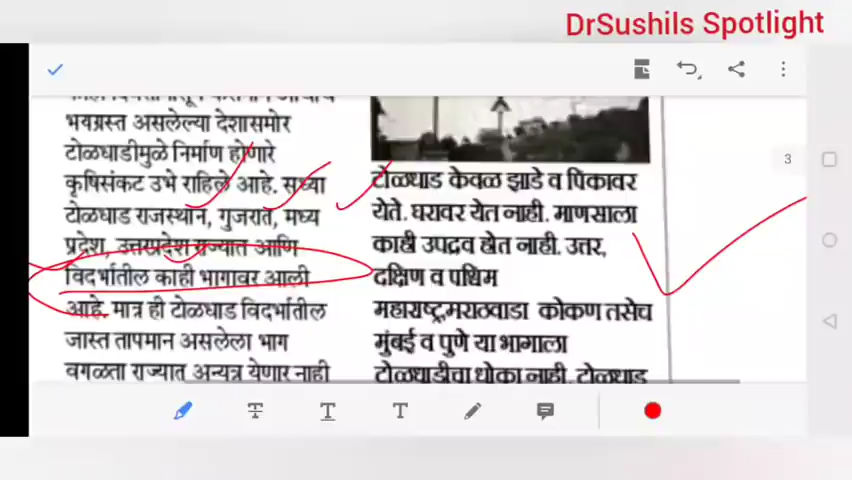 DrSushils Spotlight
भयग्रस्त असलेल्या देशासमोर
टोळधाडीमुळे निर्माण होणारे
कृषिसंकट उभे राहिले आहे. सध्या
टोळधाड राजस्थान, गुजरात, मध्य
प्रदेश, उत्तरप्रदेश राज्यात आणि
विदर्भातील काही भागावर आली
आहे. मात्र ही टोळधाड विदर्भातील
जास्त तापमान असलेला भाग
वगळता राज्यात अन्यत्र येणार नाही
टोळधाड केवळ झाडे व पिकावर
येते. घरावर येत नाही. माणसाला
काही उपद्रव होत नाही. उत्तर,
दक्षिण व पश्चिम
महाराष्ट्र,मराठवाडा कोकण तसेच
मुंबई व पुणे या भागाला
टोळधाडीचा धोका नाही. टोळधाड
3